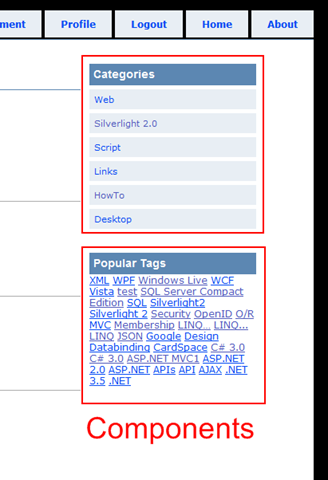 ment Profile Logout Home About
Categories
Web
Silverlight 2.0
Script
Links
HowTo
Desktop
Popular Tags
XML WPF Windows Live WCF
Vista test SQL Server Compact
Edition SQL Silverlight2
Silverlight 2 Security OpenID O/R
MVC Membership LINQ... LINQ...
LINQ JSON Google Design
Databinding CardSpace C# 3.0
C# 3.0 ASP.NET MVC1 ASP.NET
2.0 ASP.NET APIs API AJAX .NET
3.5 .NET
Components